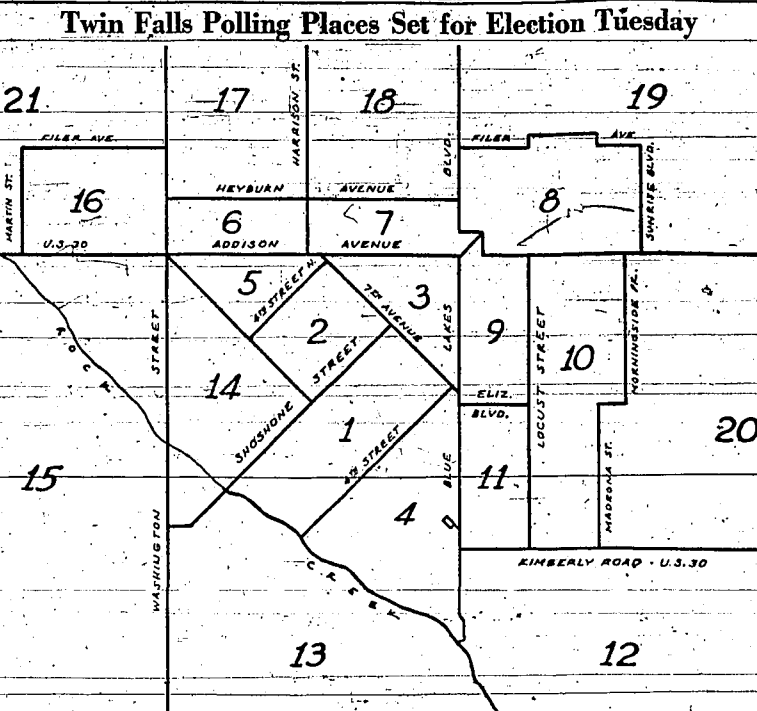 Twin Falls Polling Places Set for Election Tuesday
21
17
HARRISON ST.
18
19
FILER AVE.
BLVD.
FILER AVE
MARTIN ST.
16
HEYBURN AVENUE
8
SUNRISE BLVD.
6
7
U.S. 30
ADDISON AVENUE
5
4TH STREET N.
7TH AVENUE
3
LAKES
9
LOCUST STREET
10
MORNINGSIDE DR.
ROCK
STREET
2
14
SHOSHONE STREET
ELIZ. BLVD.
1
4TH STREET
20
15
BLUE
11
MADRONA ST.
4
WASHINGTON
CREEK
KIMBERLY ROAD - U.S. 30
13
12